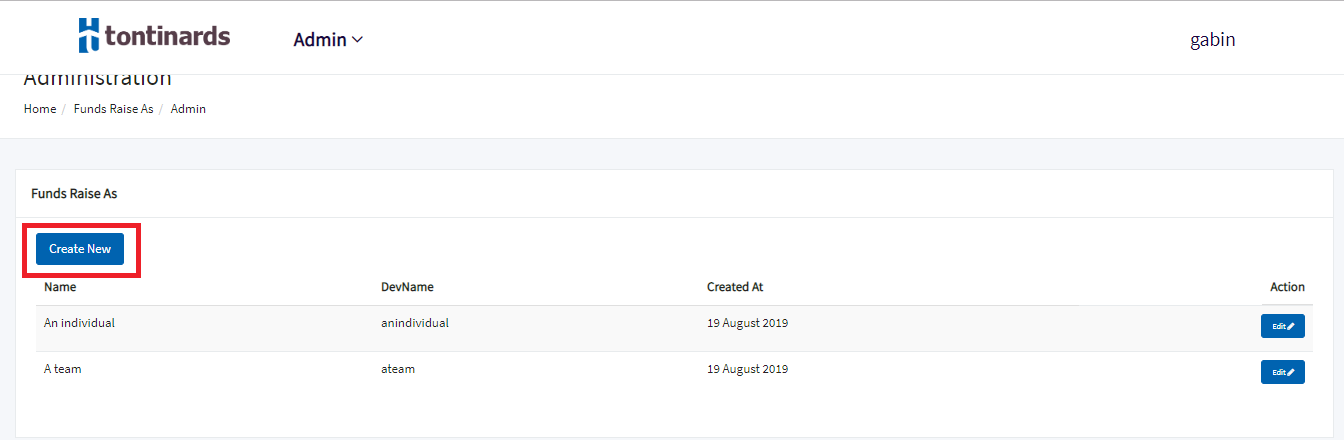 tontinards
Admin
gabin
Administration
Home / Funds Raise As / Admin
Funds Raise As
Create New
Name DevName Created At Action
An individual anindividual 19 August 2019 Edit
A team ateam 19 August 2019 Edit